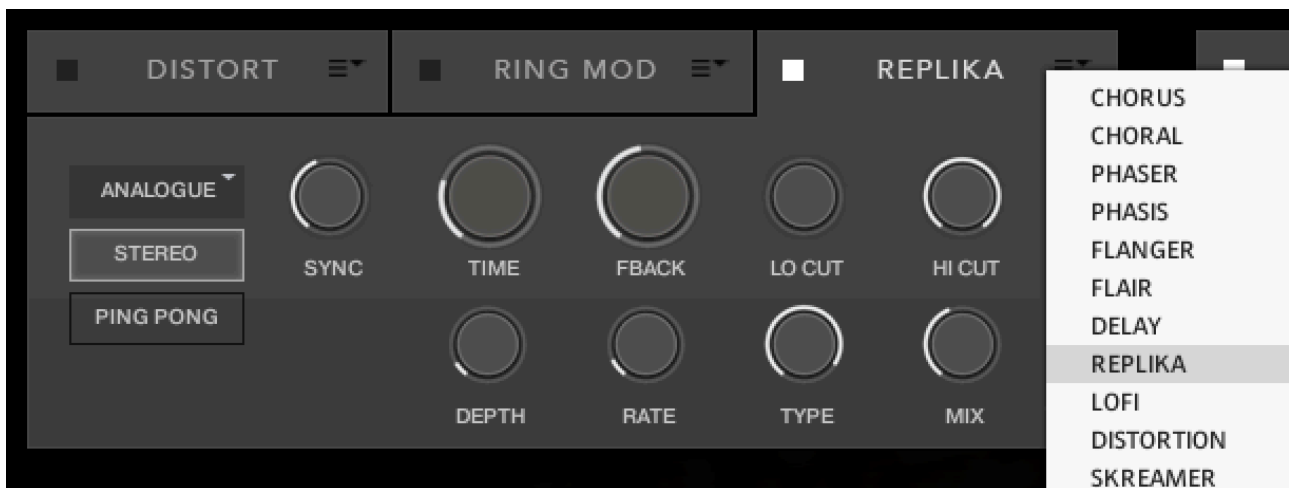 DISTORT RING MOD REPLIKA
ANALOGUE
STEREO
PING PONG
SYNC TIME FBACK LO CUT HI CUT
DEPTH RATE TYPE MIX
CHORUS
CHORAL
PHASER
PHASIS
FLANGER
FLAIR
DELAY
REPLIKA
LOFI
DISTORTION
SKREAMER